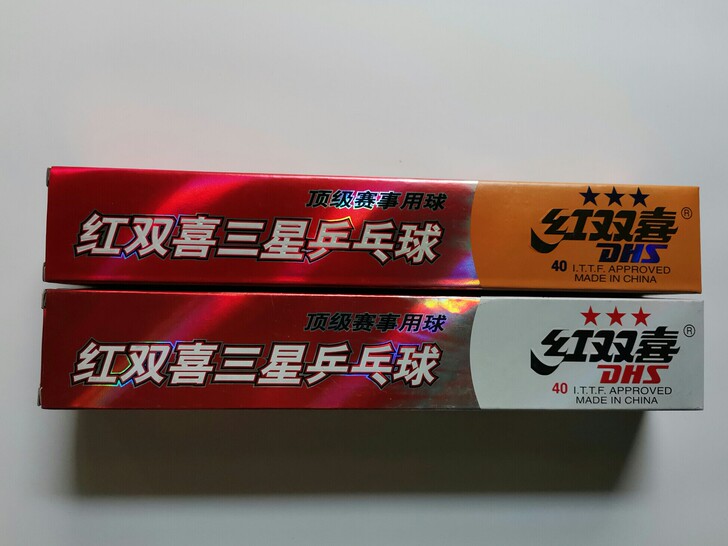 顶级赛事用球
红双喜三星乒乓球
★★★
红双喜®
DHS
40 I.T.T.F. APPROVED
MADE IN CHINA
顶级赛事用球
红双喜三星乒乓球
★★★
红双喜®
DHS
40 I.T.T.F. APPROVED
MADE IN CHINA